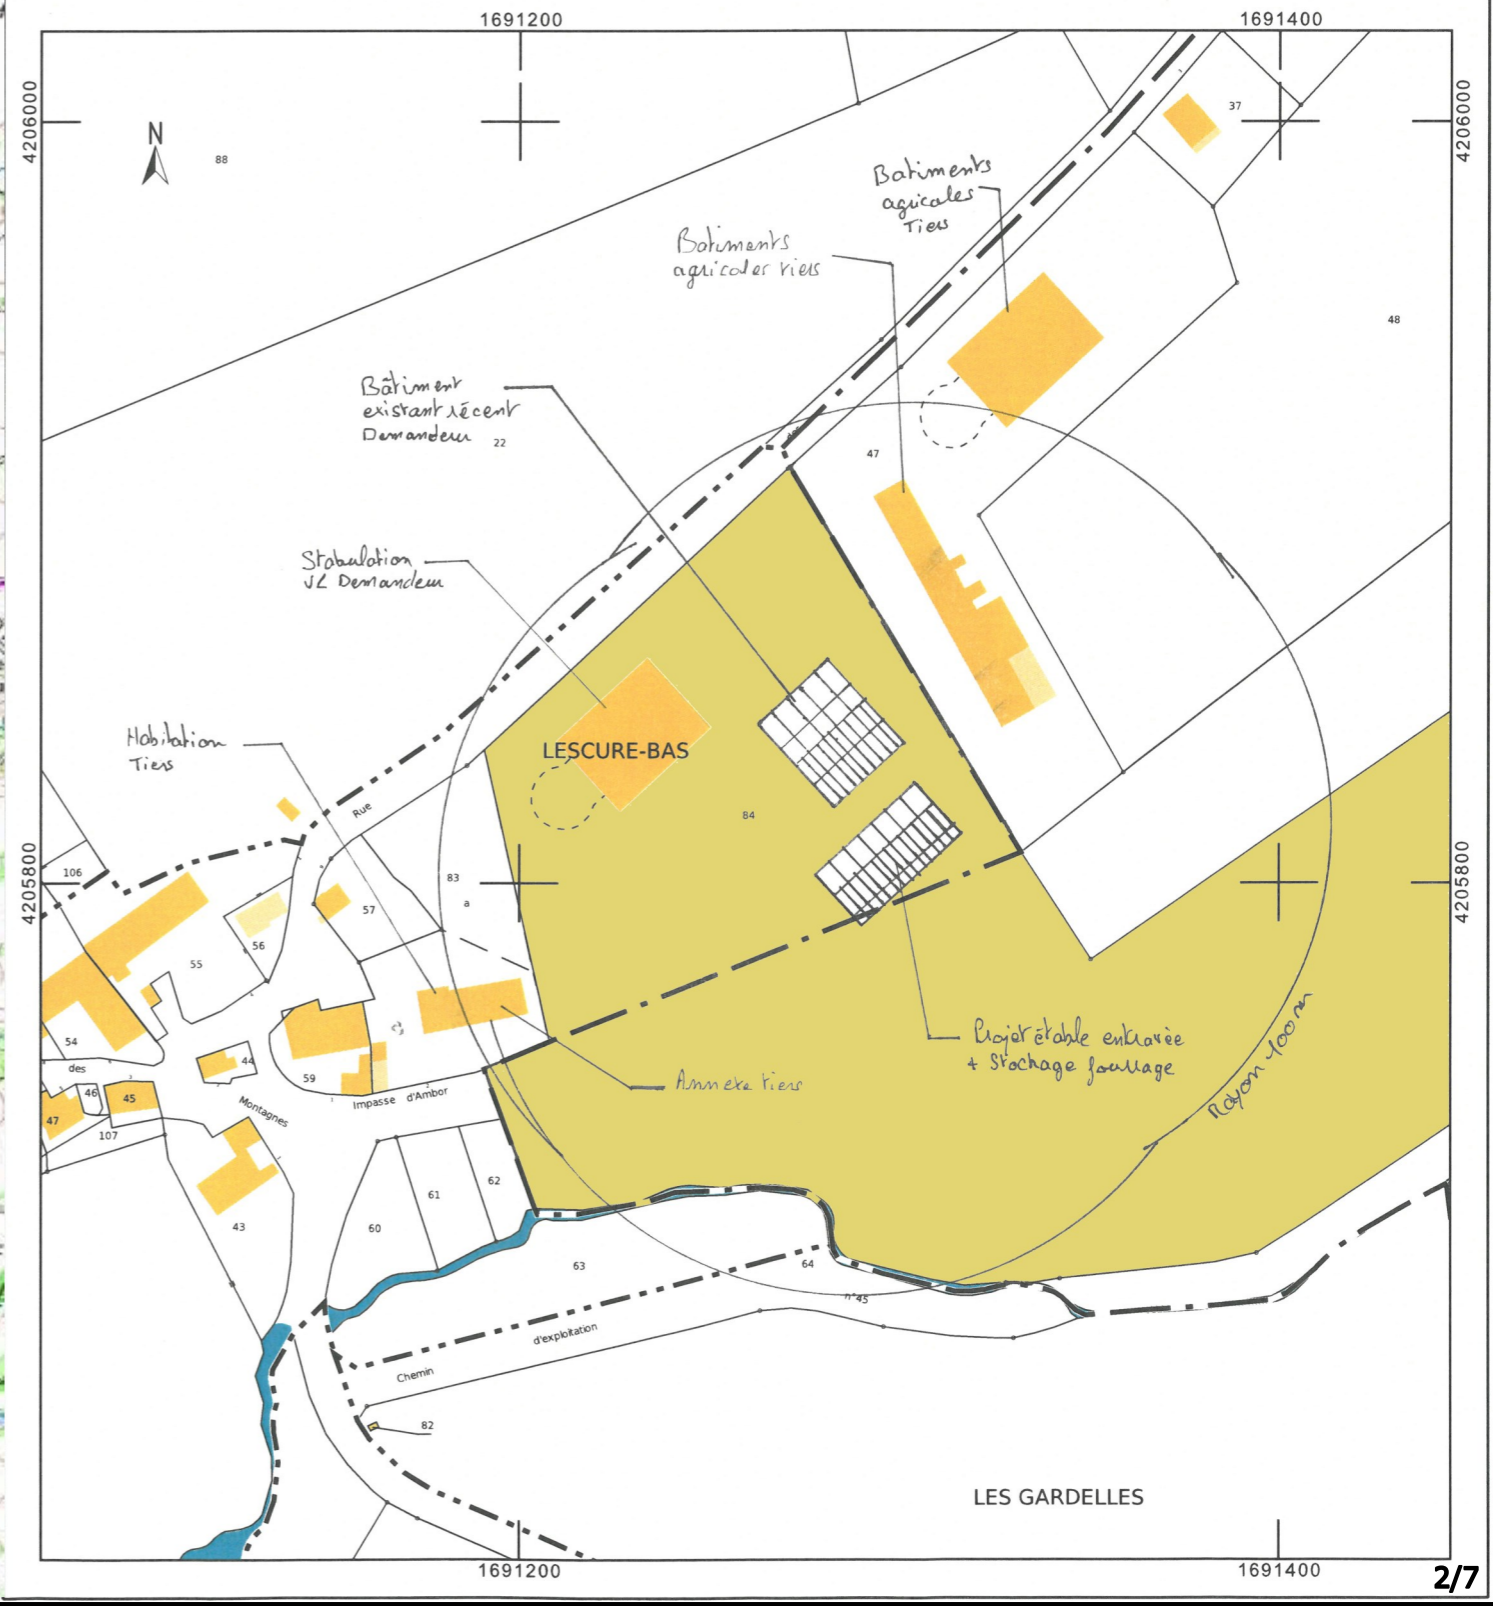 1691200
1691400
4206000
4206000
N
88
37
Batiments
agricoles
Tiers
Batiments
agricoles tiers
48
Bâtiment
existant récent
Demandeur
22
47
Stabulation
VL Demandeur
Habitation
Tiers
LESCURE-BAS
84
Rue
106
83
a
57
56
55
4205800
4205800
54
des
44
59
46
45
47
107
Montagnes
Impasse d'Ambor
Annexe tiers
Projet étable entravée
+ Stockage fourrage
Rayon 100m
43
60
61
62
63
64
n°45
d'exploitation
Chemin
82
LES GARDELLES
1691200
1691400
2/7